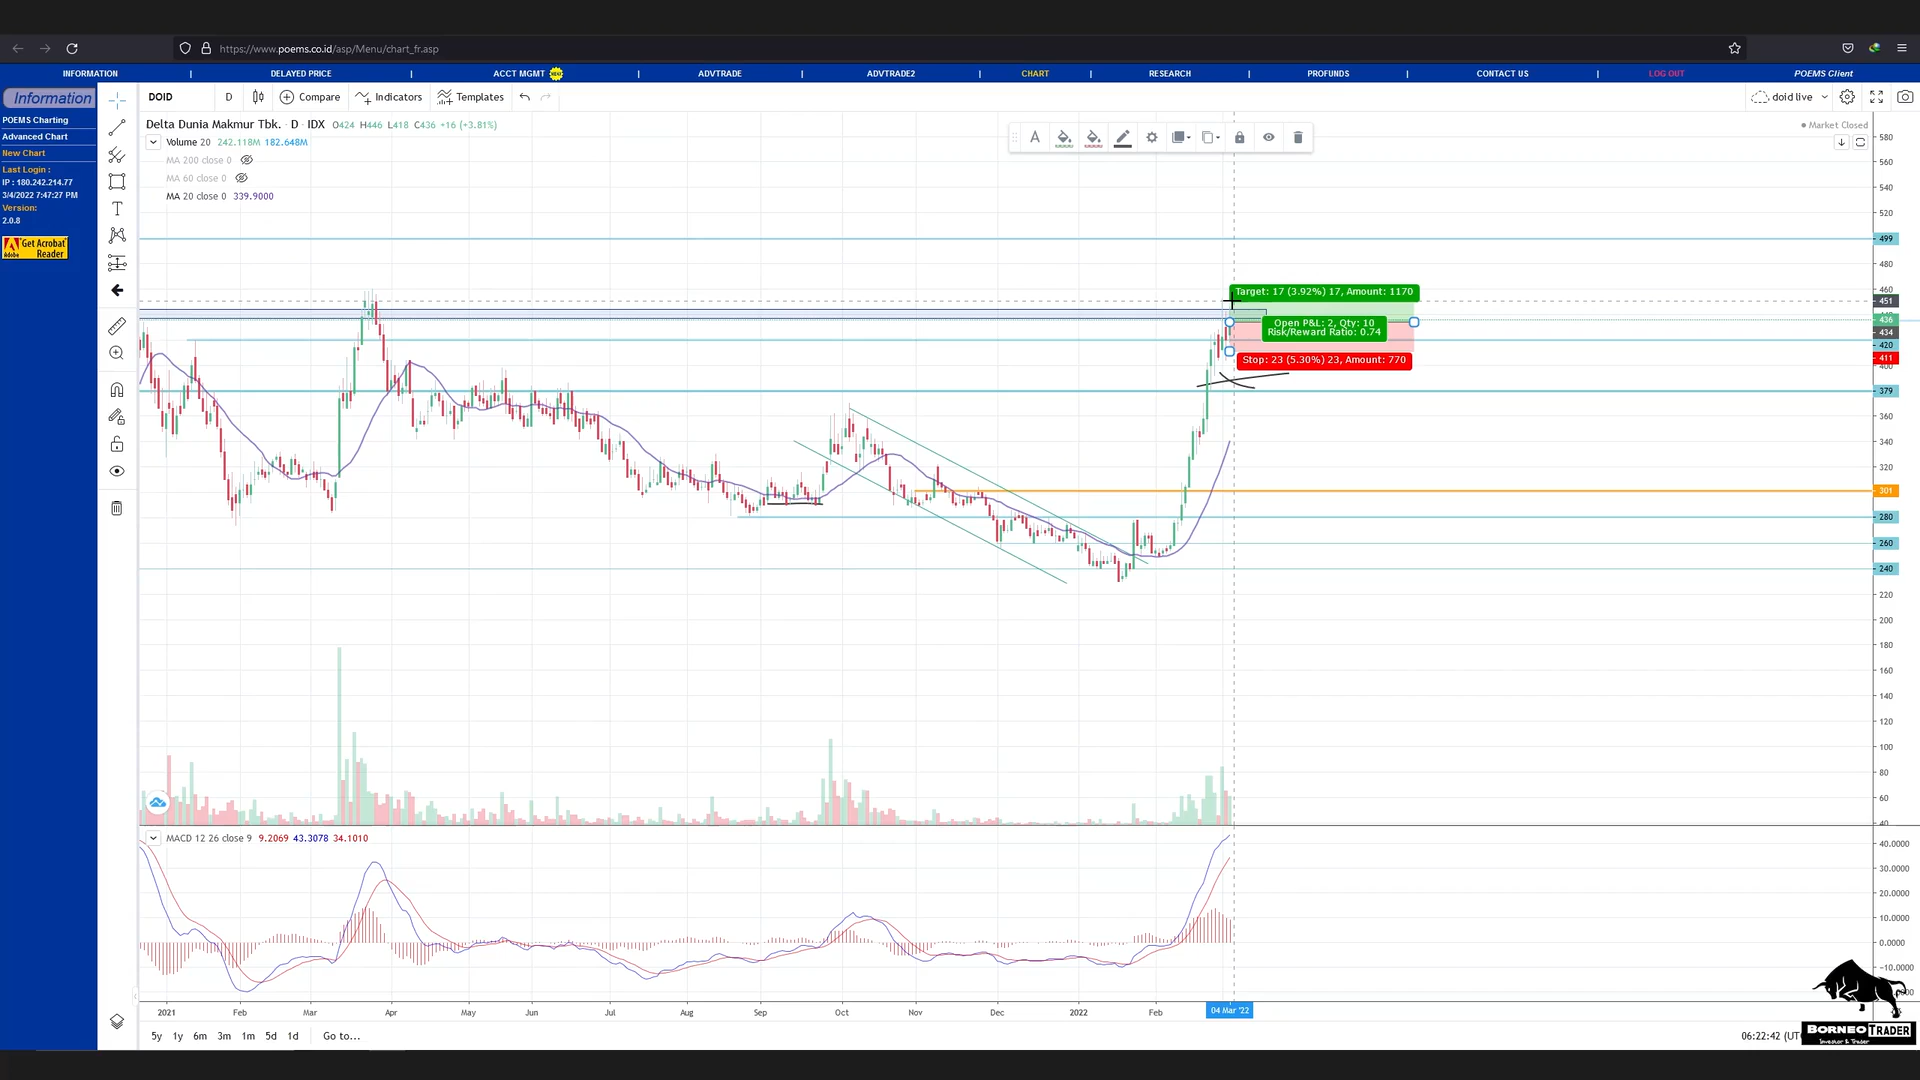 https://www.poems.co.id/asp/Menu/chart_fr.asp
INFORMATION | DELAYED PRICE | ACCT MGMT | ADVTRADE | ADVTRADE2 | CHART | RESEARCH | PROFUNDS | CONTACT US | LOG OUT POEMS Client
Information
POEMS Charting
Advanced Chart
New Chart
Last Login :
IP : 180.242.214.77
3/4/2022 7:47:27 PM
Version:
2.0.8
Get Acrobat
Adobe Reader
DOID D Compare Indicators Templates doid live
Delta Dunia Makmur Tbk. · D · IDX O424 H446 L418 C436 +16 (+3.81%)
Market Closed
Volume 20 242.118M 182.648M
MA 200 close 0
MA 60 close 0
MA 20 close 0 339.9000
Target: 17 (3.92%) 17, Amount: 1170
Open P&L: 2, Qty: 10
Risk/Reward Ratio: 0.74
Stop: 23 (5.30%) 23, Amount: 770
580
560
540
520
499
480
460
451
436
434
420
411
400
379
360
340
320
301
280
260
240
220
200
180
160
140
120
100
80
60
40
MACD 12 26 close 9 9.2069 43.3078 34.1010
40.0000
30.0000
20.0000
10.0000
0.0000
-10.0000
2021 Feb Mar Apr May Jun Jul Aug Sep Oct Nov Dec 2022 Feb 04 Mar '22
5y 1y 6m 3m 1m 5d 1d Go to...
06:22:42
BORNEO TRADER
Investor & Trader